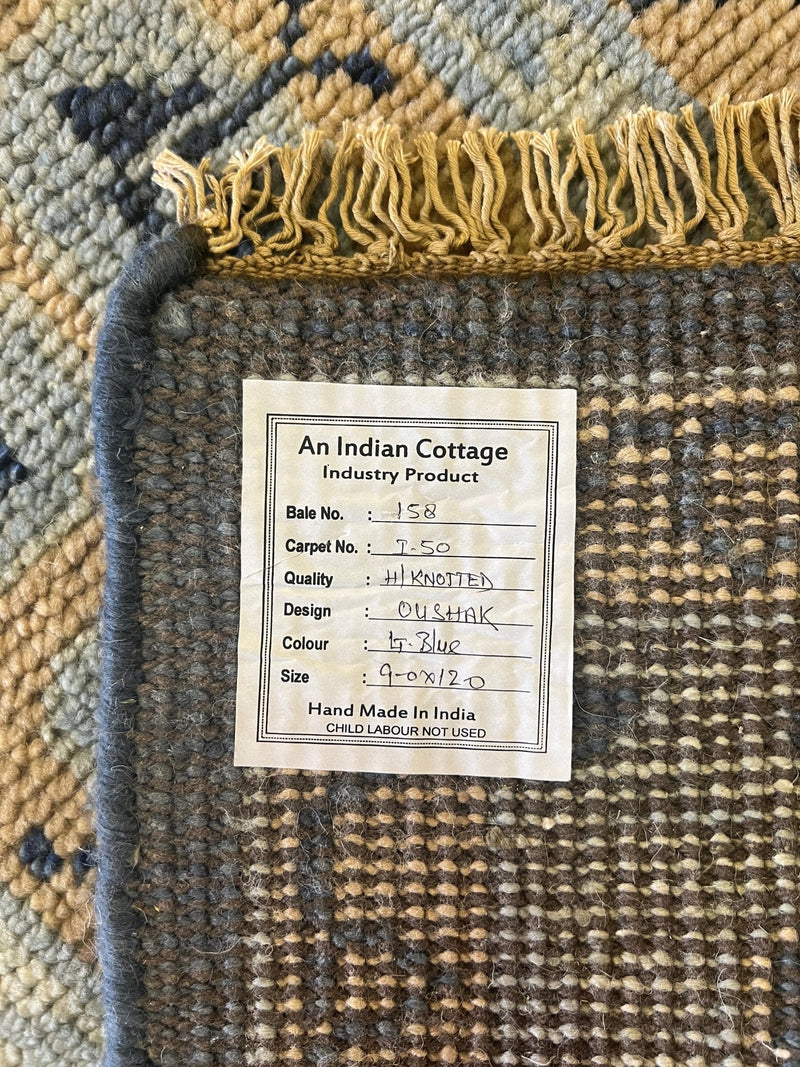 An Indian Cottage
Industry Product
Bale No. : 158
Carpet No. : I-50
Quality : H/KNOTTED
Design : OUSHAK
Colour : LT. Blue
Size : 9-0x12-0
Hand Made In India
CHILD LABOUR NOT USED